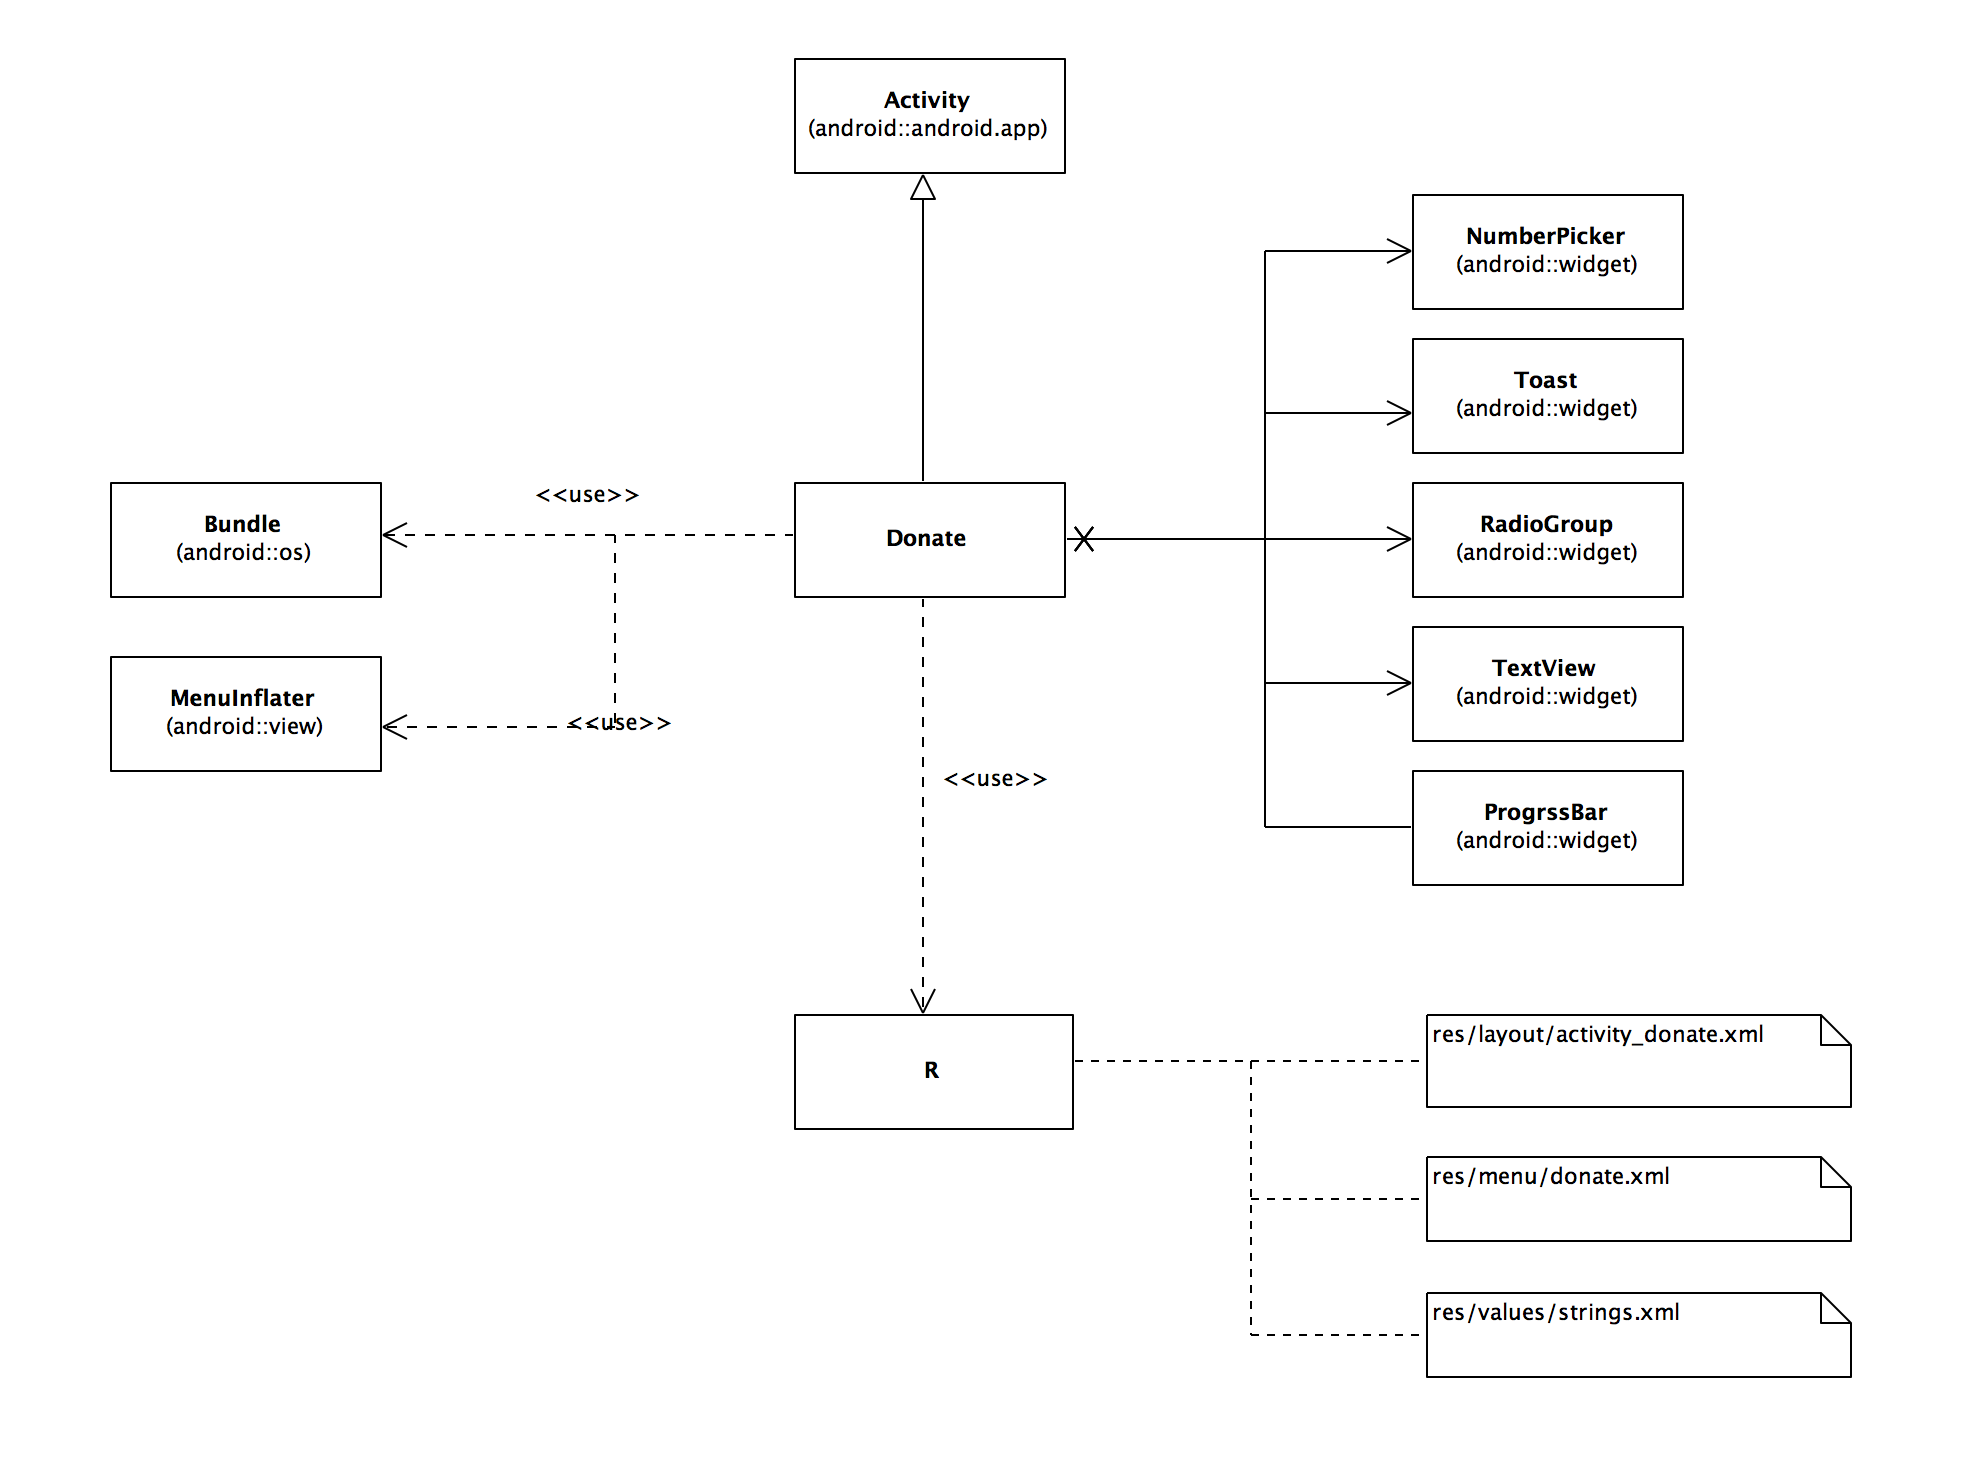 Activity
(android::android.app)
NumberPicker
(android::widget)
Toast
(android::widget)
<<use>>
Bundle
(android::os)
Donate
RadioGroup
(android::widget)
MenuInflater
(android::view)
<<use>>
TextView
(android::widget)
<<use>>
ProgrssBar
(android::widget)
R
res/layout/activity_donate.xml
res/menu/donate.xml
res/values/strings.xml